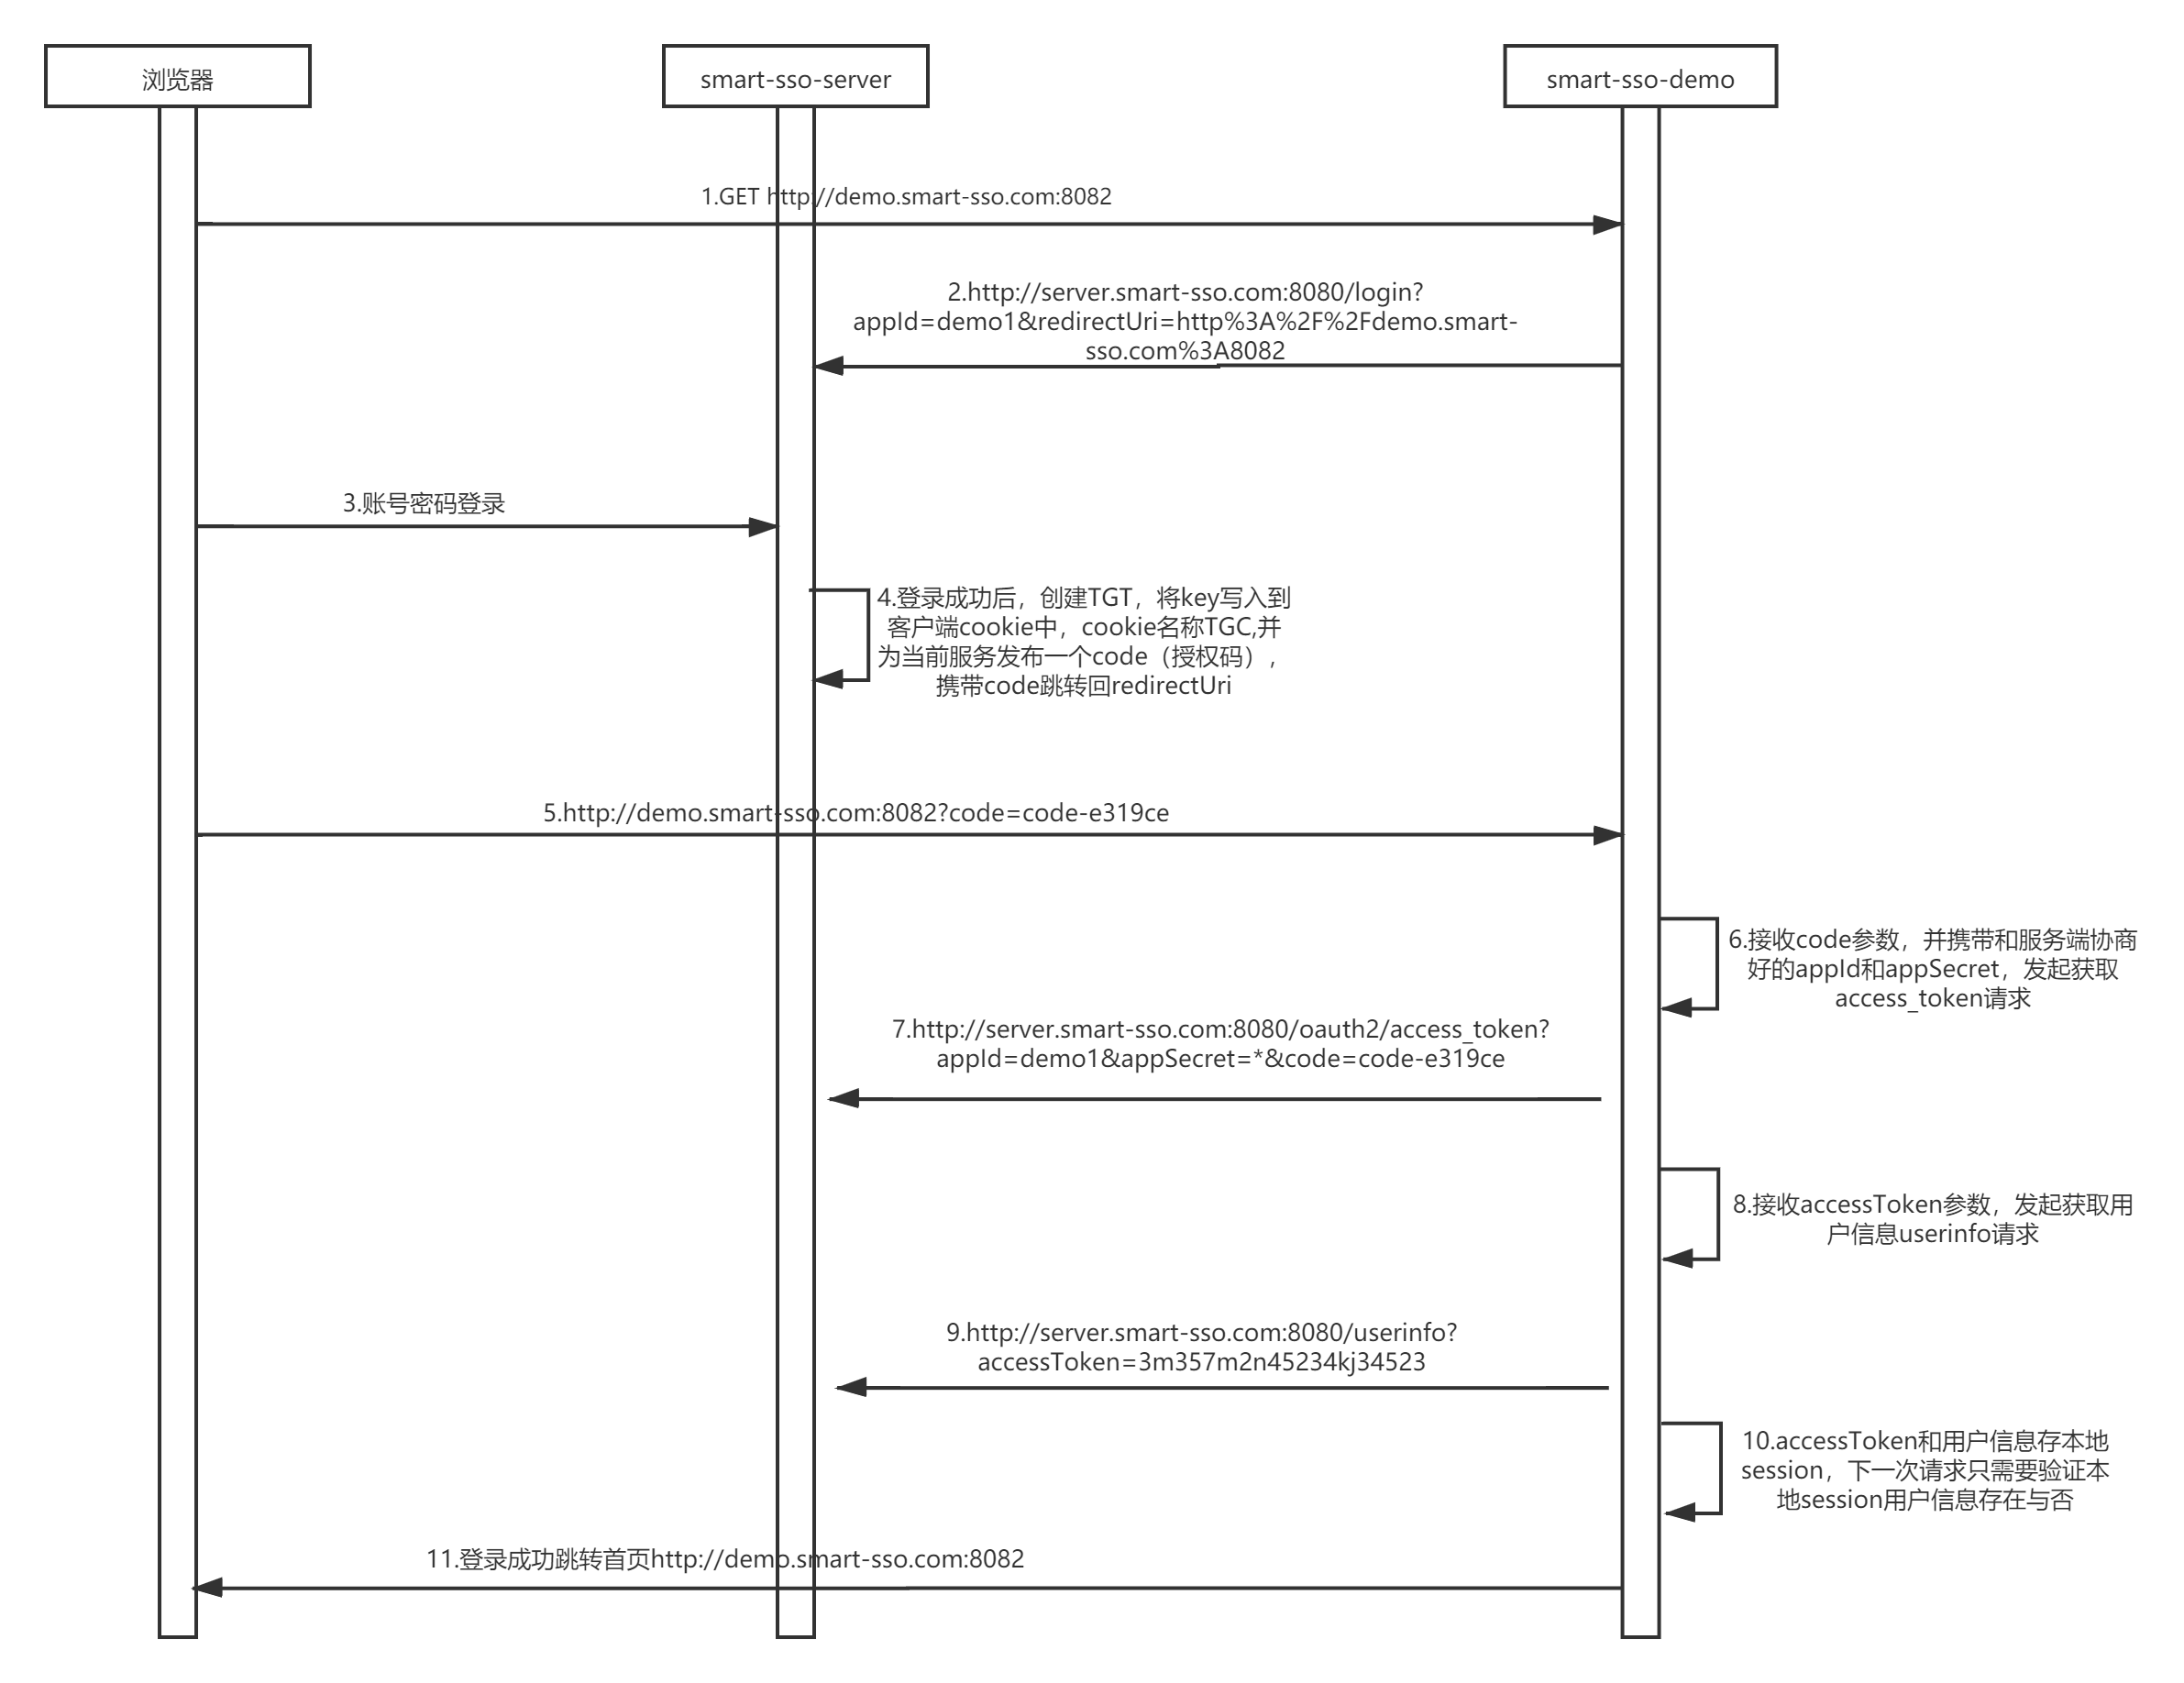 浏览器
smart-sso-server
smart-sso-demo
1.GET http://demo.smart-sso.com:8082
2.http://server.smart-sso.com:8080/login?
appId=demo1&redirectUri=http%3A%2F%2Fdemo.smart-
sso.com%3A8082
3.账号密码登录
4.登录成功后，创建TGT，将key写入到
客户端cookie中，cookie名称TGC,并
为当前服务发布一个code（授权码），
携带code跳转回redirectUri
5.http://demo.smart-sso.com:8082?code=code-e319ce
6.接收code参数，并携带和服务端协商
好的appId和appSecret，发起获取
access_token请求
7.http://server.smart-sso.com:8080/oauth2/access_token?
appId=demo1&appSecret=*&code=code-e319ce
8.接收accessToken参数，发起获取用
户信息userinfo请求
9.http://server.smart-sso.com:8080/userinfo?
accessToken=3m357m2n45234kj34523
10.accessToken和用户信息存本地
session，下一次请求只需要验证本
地session用户信息存在与否
11.登录成功跳转首页http://demo.smart-sso.com:8082